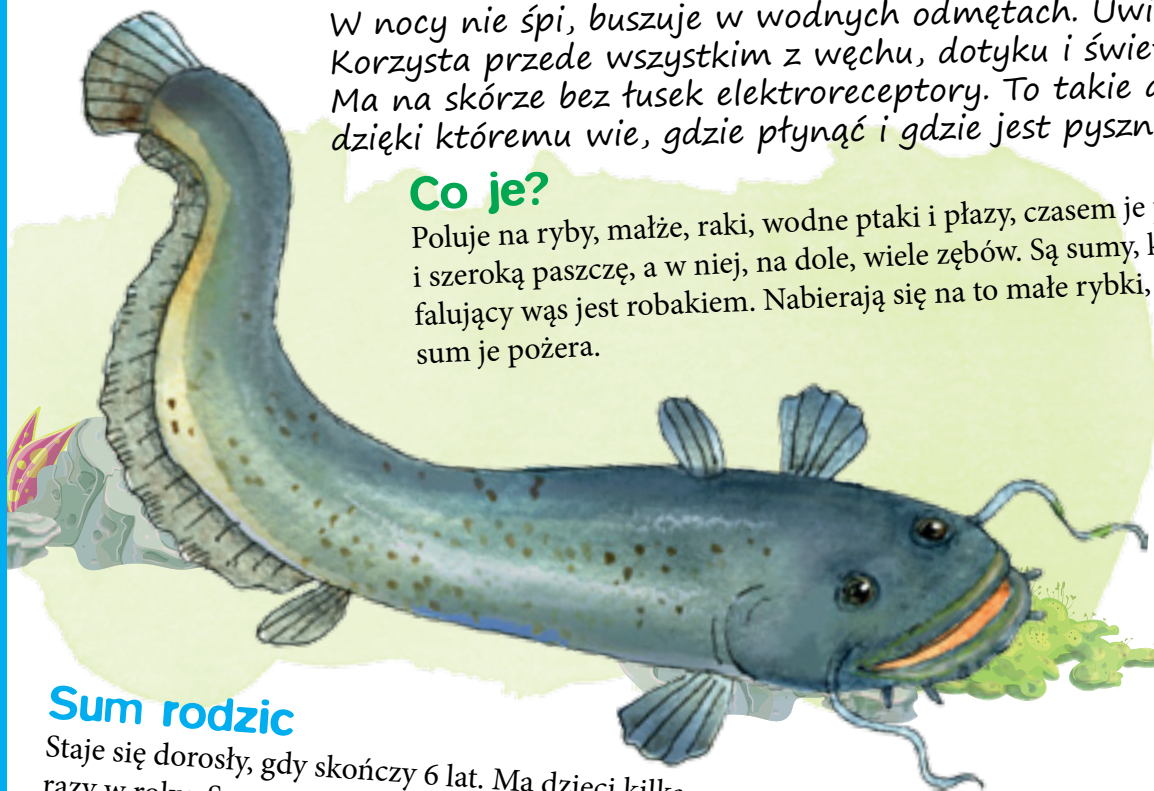 W nocy nie śpi, buszuje w wodnych odmętach.
Korzysta przede wszystkim z węchu, dotyku i
Ma na skórze bez łusek elektroreceptory. To takie
dzięki któremu wie, gdzie płynąć i gdzie jest
Co je?
Poluje na ryby, małże, raki, wodne ptaki i płazy, czasem je
i szeroką paszczę, a w niej, na dole, wiele zębów. Są sumy,
falujący wąs jest robakiem. Nabierają się na to małe rybki,
sum je pożera.
Sum rodzic
Staje się dorosły, gdy skończy 6 lat. Ma dzieci kilka
razy w roku.